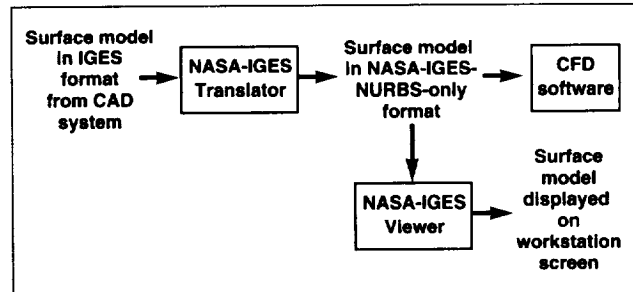 Surface model
in IGES
format
from CAD
system
NASA-IGES
Translator
Surface model
in NASA-IGES-
NURBS-only
format
CFD
software
NASA-IGES
Viewer
Surface
model
displayed
on
workstation
screen